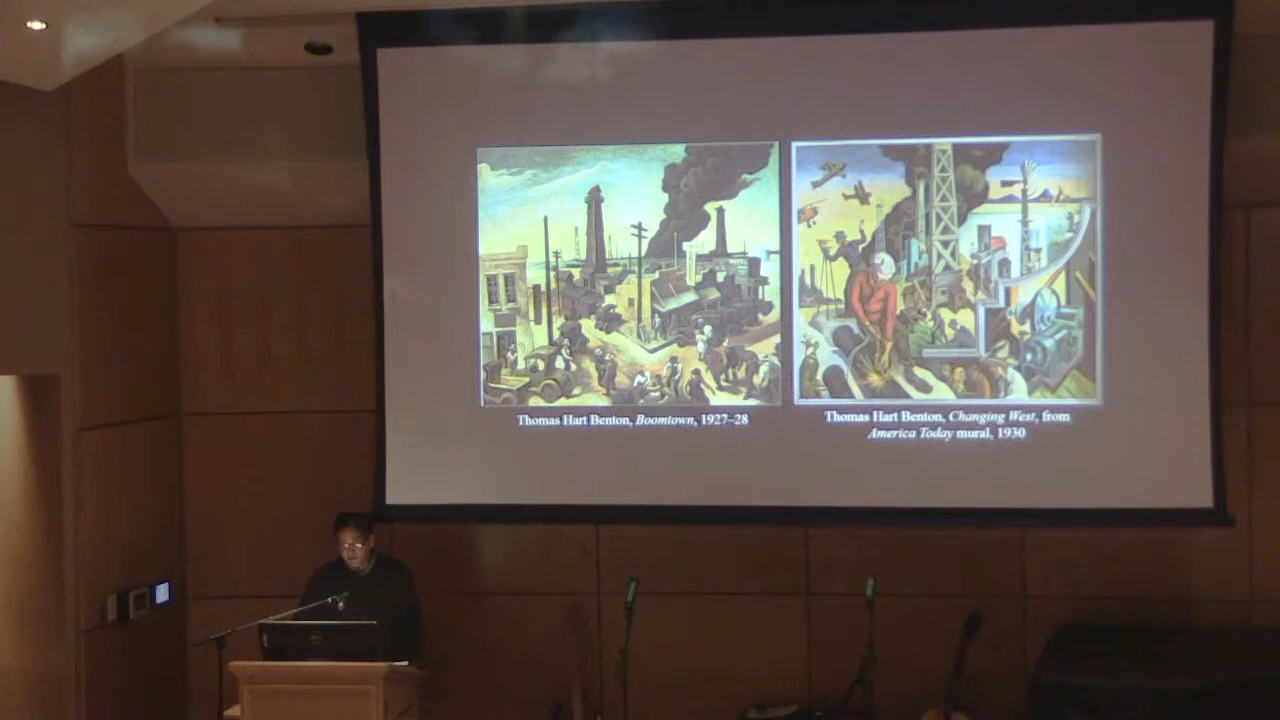 Thomas Hart Benton, Boomtown, 1927–28
Thomas Hart Benton, Changing West, from
America Today mural, 1930